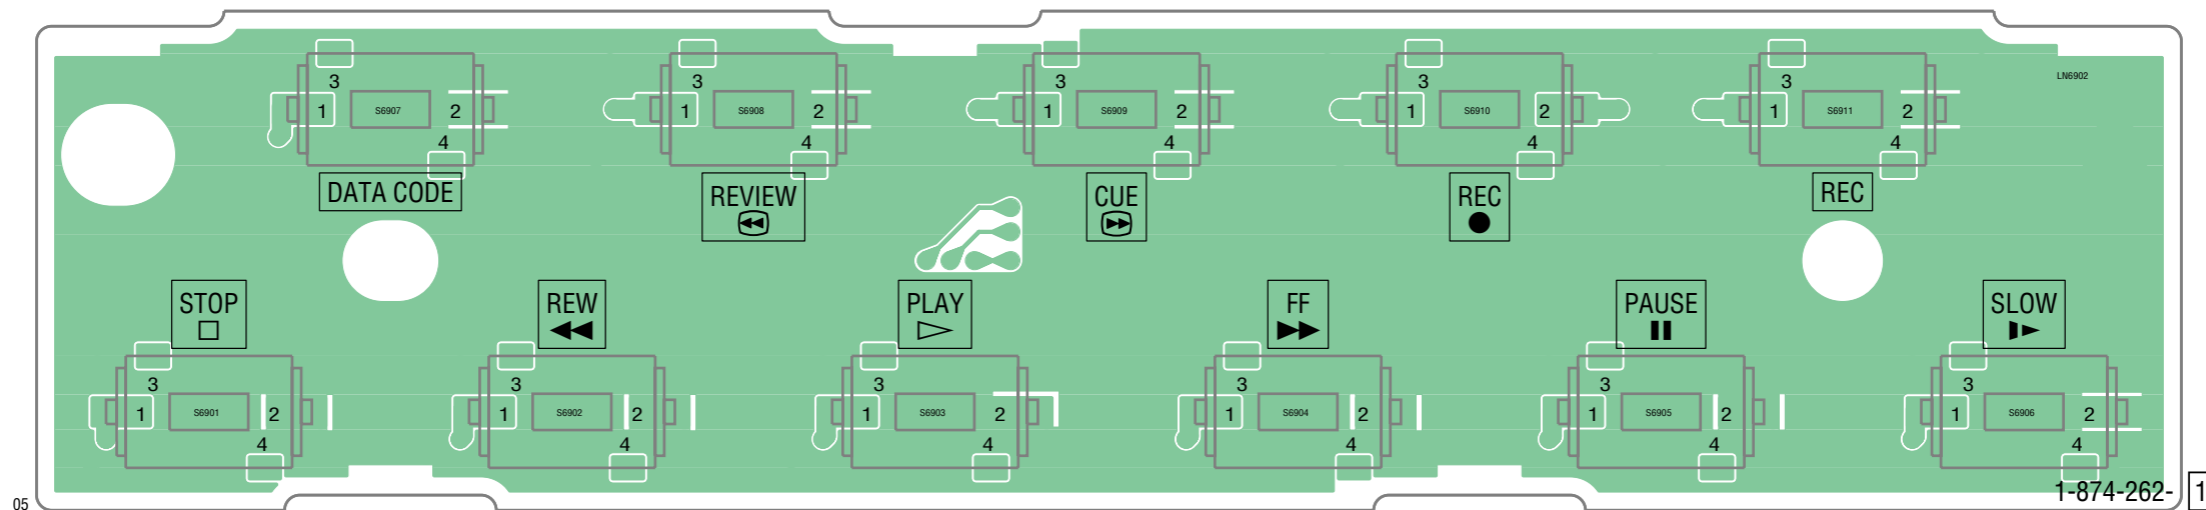 LN6902
3 3 3 3 3
1 S6907 2 1 S6908 2 1 S6909 2 1 S6910 2 1 S6911 2
4 4 4 4 4
DATA CODE REVIEW CUE REC REC
STOP REW PLAY FF PAUSE SLOW
3 3 3 3 3 3
1 S6901 2 1 S6902 2 1 S6903 2 1 S6904 2 1 S6905 2 1 S6906 2
4 4 4 4 4 4
05 1-874-262- 1